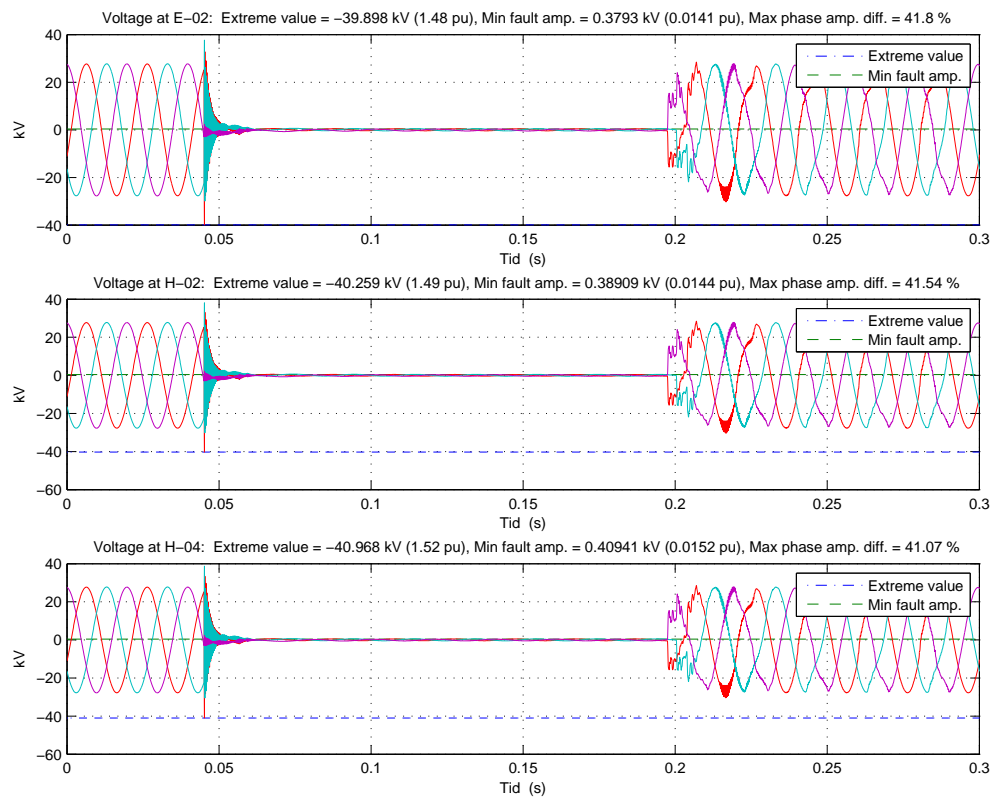 Voltage at E−02:  Extreme value = −39.898 kV (1.48 pu), Min fault amp. = 0.3793 kV (0.0141 pu), Max phase amp. diff. = 41.8 %
40
20
0
−20
−40
kV
Extreme value
Min fault amp.
0
0.05
0.1
0.15
0.2
0.25
0.3
Tid  (s)
Voltage at H−02:  Extreme value = −40.259 kV (1.49 pu), Min fault amp. = 0.38909 kV (0.0144 pu), Max phase amp. diff. = 41.54 %
40
20
0
−20
−40
−60
kV
Extreme value
Min fault amp.
0
0.05
0.1
0.15
0.2
0.25
0.3
Tid  (s)
Voltage at H−04:  Extreme value = −40.968 kV (1.52 pu), Min fault amp. = 0.40941 kV (0.0152 pu), Max phase amp. diff. = 41.07 %
40
20
0
−20
−40
−60
kV
Extreme value
Min fault amp.
0
0.05
0.1
0.15
0.2
0.25
0.3
Tid  (s)